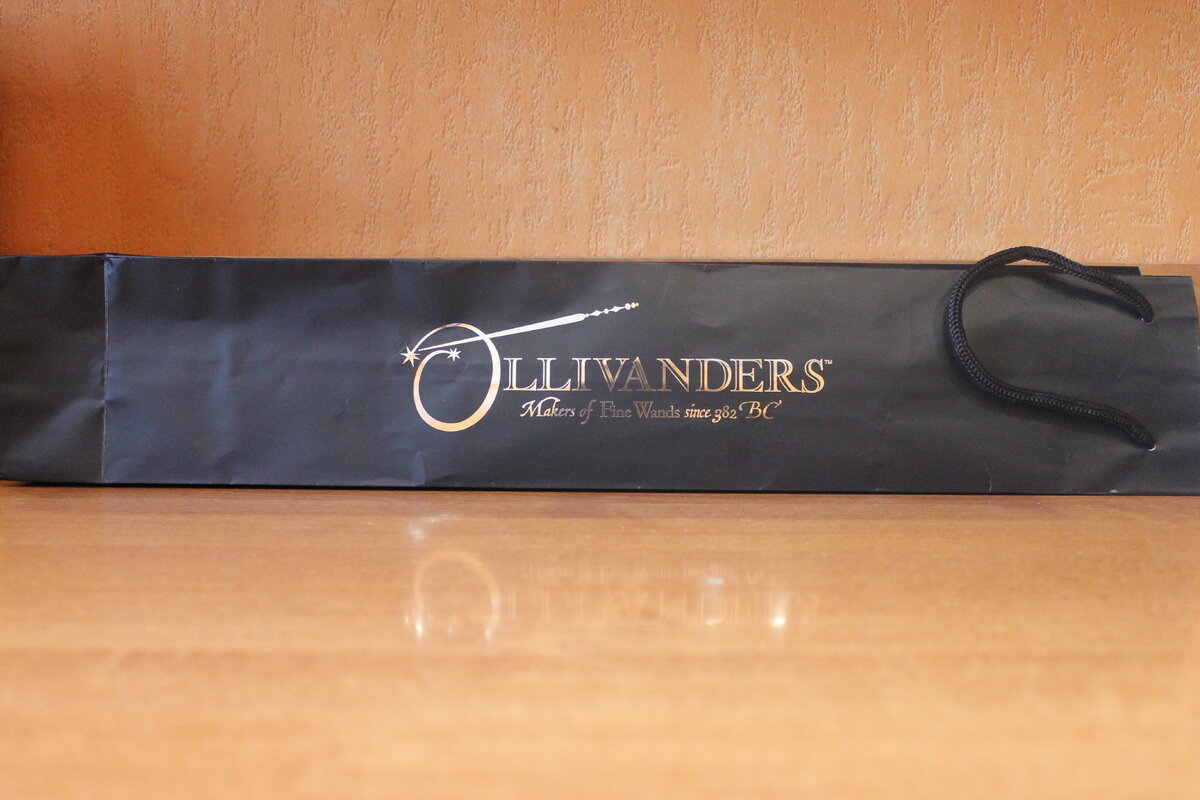 OLLIVANDERS™
Makers of Fine Wands since 382 BC